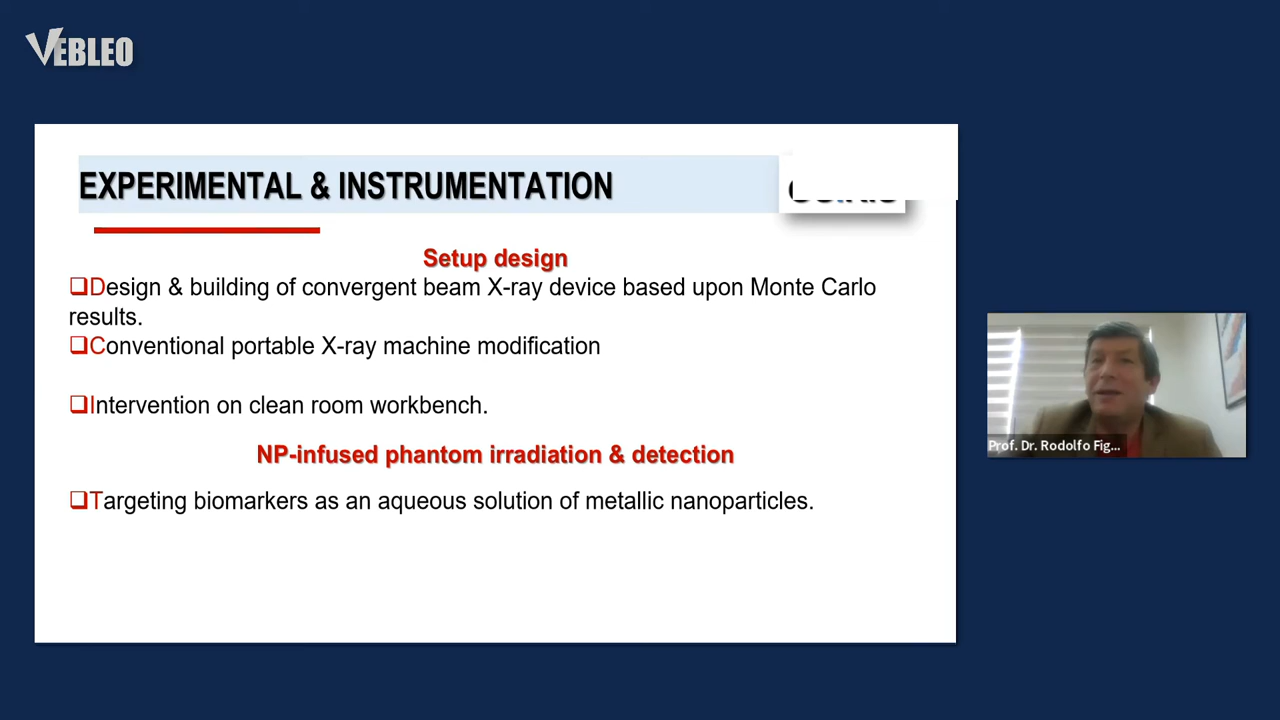 VEBLEO
EXPERIMENTAL & INSTRUMENTATION
Setup design
Design & building of convergent beam X-ray device based upon Monte Carlo
results.
Conventional portable X-ray machine modification
Intervention on clean room workbench.
NP-infused phantom irradiation & detection
Targeting biomarkers as an aqueous solution of metallic nanoparticles.
Prof. Dr. Rodolfo Fig...